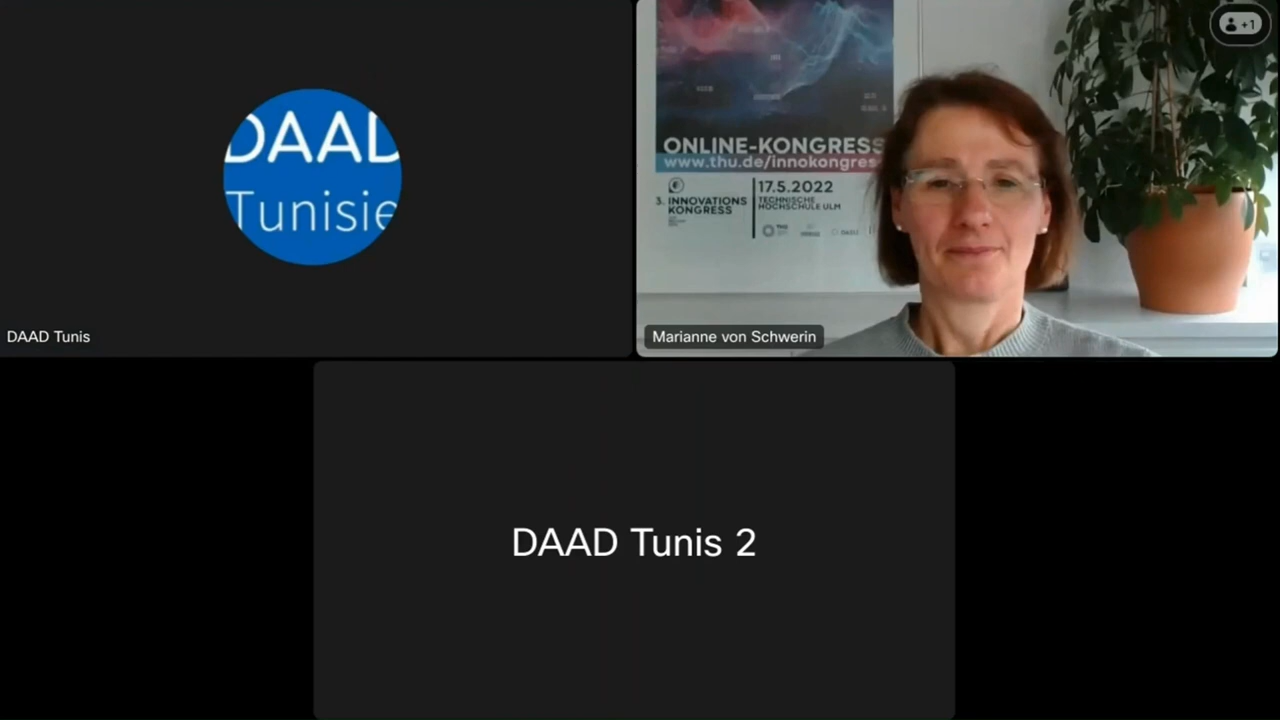 +1
DAAD
Tunisie
DAAD Tunis
ONLINE-KONGRESS
www.thu.de/innokongres
3. INNOVATIONS
KONGRESS
17.5.2022
TECHNISCHE
HOCHSCHULE ULM
Marianne von Schwerin
DAAD Tunis 2